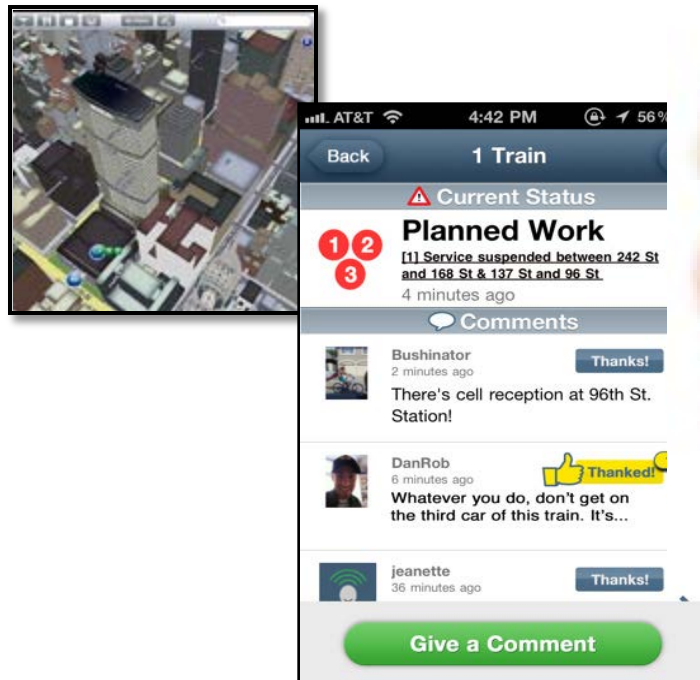 AT&T 4:42 PM 56%
Back 1 Train
Current Status
1 2
3
Planned Work
[1] Service suspended between 242 St
and 168 St & 137 St and 96 St
4 minutes ago
Comments
Bushinator
Thanks!
2 minutes ago
There's cell reception at 96th St.
Station!
DanRob
Thanked!
6 minutes ago
Whatever you do, don't get on
the third car of this train. It's...
jeanette
Thanks!
36 minutes ago
Give a Comment